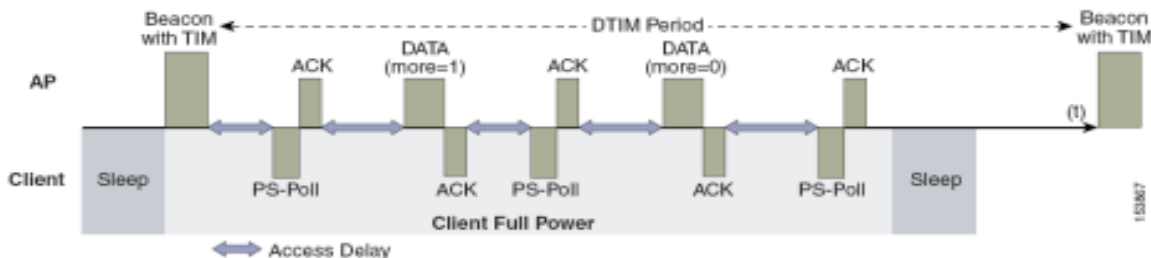 Beacon
with TIM
DTIM Period
Beacon
with TIM
DATA
(more=1)
DATA
(more=0)
AP
ACK
ACK
ACK
(t)
Client
Sleep
PS-Poll
ACK
PS-Poll
ACK
PS-Poll
Sleep
Client Full Power
Access Delay
153867